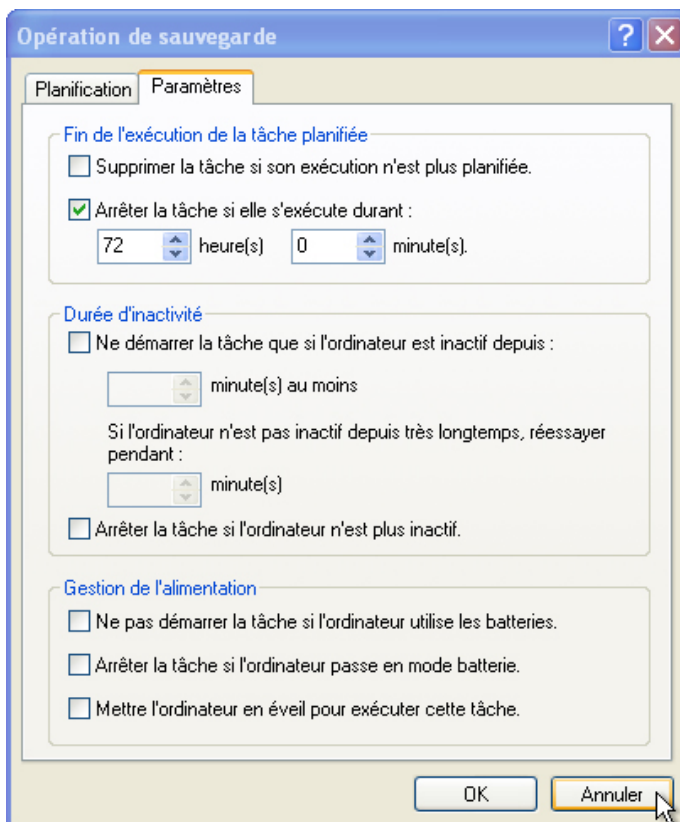 Opération de sauvegarde
Planification Paramètres
Fin de l'exécution de la tâche planifiée
Supprimer la tâche si son exécution n'est plus planifiée.
Arrêter la tâche si elle s'exécute durant :
72 heure(s) 0 minute(s).
Durée d'inactivité
Ne démarrer la tâche que si l'ordinateur est inactif depuis :
minute(s) au moins
Si l'ordinateur n'est pas inactif depuis très longtemps, réessayer
pendant :
minute(s)
Arrêter la tâche si l'ordinateur n'est plus inactif.
Gestion de l'alimentation
Ne pas démarrer la tâche si l'ordinateur utilise les batteries.
Arrêter la tâche si l'ordinateur passe en mode batterie.
Mettre l'ordinateur en éveil pour exécuter cette tâche.
OK Annuler